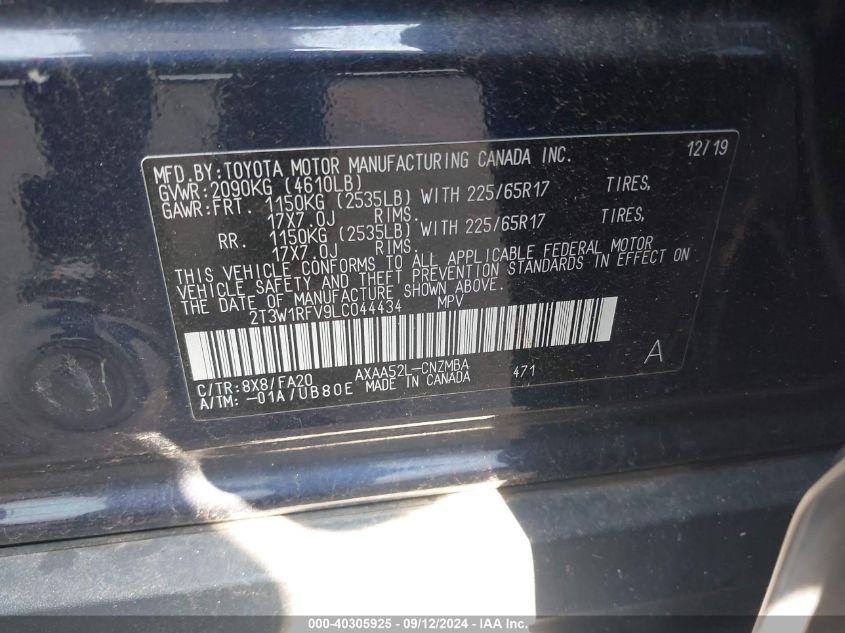 MFD.BY:TOYOTA MOTOR MANUFACTURING CANADA INC. 12/19
GVWR:2090KG (4610LB)
GAWR:FRT. 1150KG (2535LB) WITH 225/65R17 TIRES,
17X7.0J RIMS.
RR. 1150KG (2535LB) WITH 225/65R17 TIRES,
17X7.0J RIMS.
THIS VEHICLE CONFORMS TO ALL APPLICABLE FEDERAL MOTOR
VEHICLE SAFETY AND THEFT PREVENTION STANDARDS IN EFFECT ON
THE DATE OF MANUFACTURE SHOWN ABOVE.
2T3W1RFV9LC044434 MPV
C/TR:8X8/FA20 AXAA52L-CNZMBA 471 A
A/TM: -01A/UB80E MADE IN CANADA
000-40305925 - 09/12/2024 - IAA Inc.